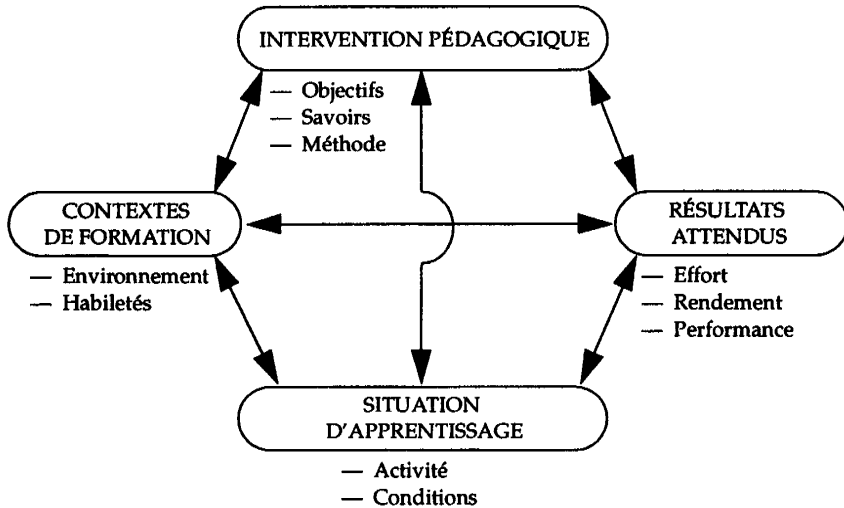 INTERVENTION PÉDAGOGIQUE
— Objectifs
— Savoirs
— Méthode
CONTEXTES
DE FORMATION
— Environnement
— Habiletés
RÉSULTATS
ATTENDUS
— Effort
— Rendement
— Performance
SITUATION
D'APPRENTISSAGE
— Activité
— Conditions